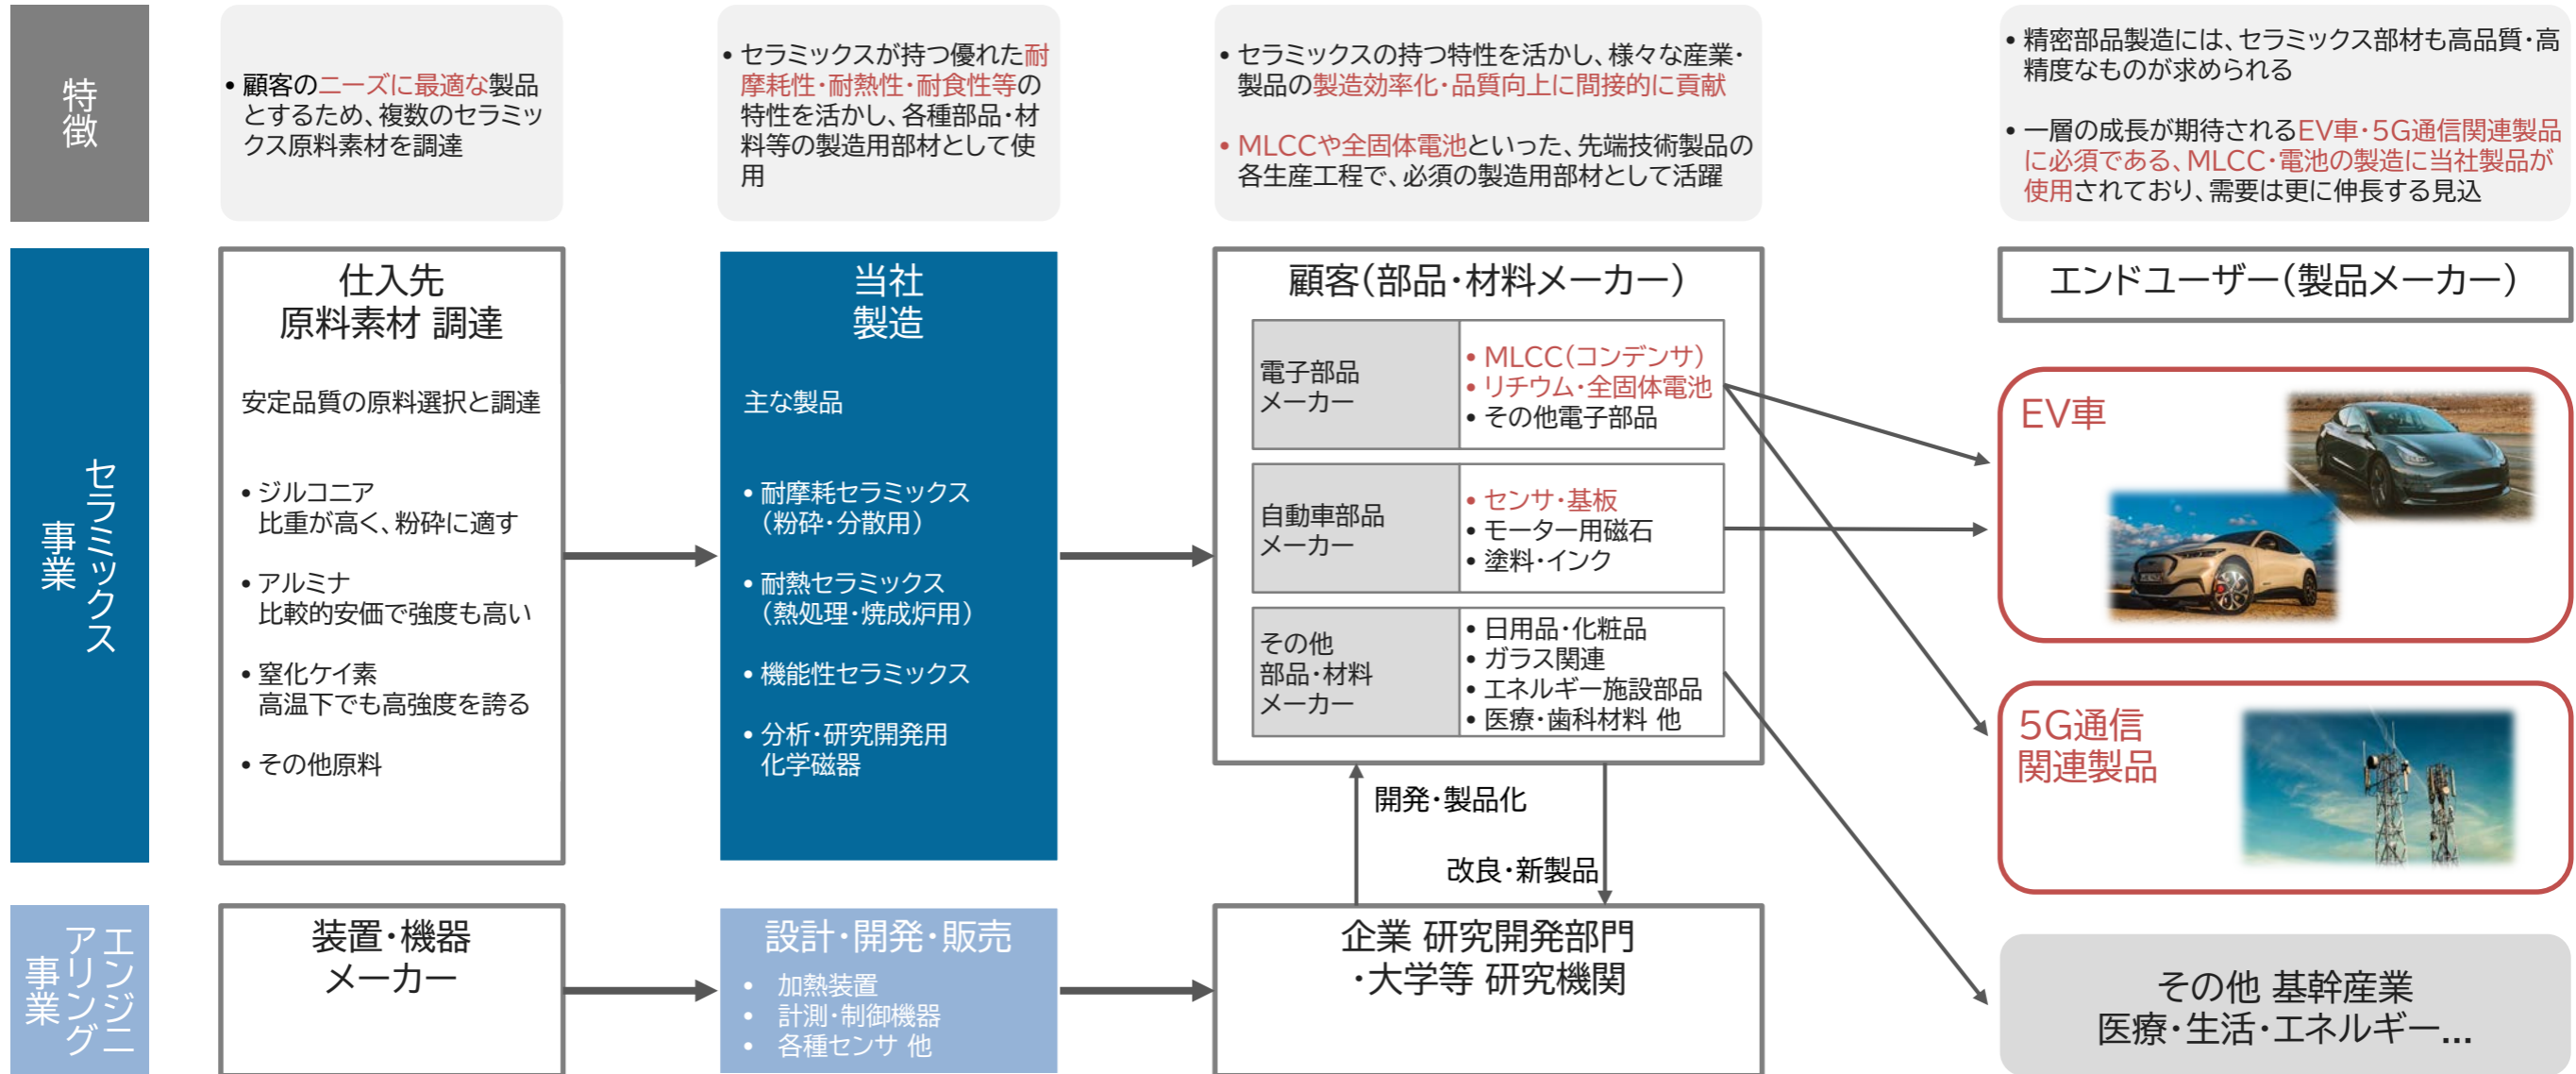 特徴
• 顧客のニーズに最適な製品
とするため、複数のセラミッ
クス原料素材を調達
• セラミックスが持つ優れた耐
摩耗性・耐熱性・耐食性等の
特性を活かし、各種部品・材
料等の製造用部材として使
用
• セラミックスの持つ特性を活かし、様々な産業・
製品の製造効率化・品質向上に間接的に貢献
• MLCCや全固体電池といった、先端技術製品の
各生産工程で、必須の製造用部材として活躍
• 精密部品製造には、セラミックス部材も高品質・高
精度なものが求められる
• 一層の成長が期待されるEV車・5G通信関連製品
に必須である、MLCC・電池の製造に当社製品が
使用されており、需要は更に伸長する見込
セラミックス
事業
仕入先
原料素材 調達
安定品質の原料選択と調達
• ジルコニア
比重が高く、粉砕に適す
• アルミナ
比較的安価で強度も高い
• 窒化ケイ素
高温下でも高強度を誇る
• その他原料
当社
製造
主な製品
• 耐摩耗セラミックス
（粉砕・分散用）
• 耐熱セラミックス
（熱処理・焼成炉用）
• 機能性セラミックス
• 分析・研究開発用
化学磁器
顧客（部品・材料メーカー）
電子部品
メーカー
• MLCC（コンデンサ）
• リチウム・全固体電池
• その他電子部品
自動車部品
メーカー
• センサ・基板
• モーター用磁石
• 塗料・インク
その他
部品・材料
メーカー
• 日用品・化粧品
• ガラス関連
• エネルギー施設部品
• 医療・歯科材料 他
開発・製品化
改良・新製品
エンドユーザー（製品メーカー）
EV車
5G通信
関連製品
その他 基幹産業
医療・生活・エネルギー...
エンジニ
アリング
事業
装置・機器
メーカー
設計・開発・販売
• 加熱装置
• 計測・制御機器
• 各種センサ 他
企業 研究開発部門
・大学等 研究機関